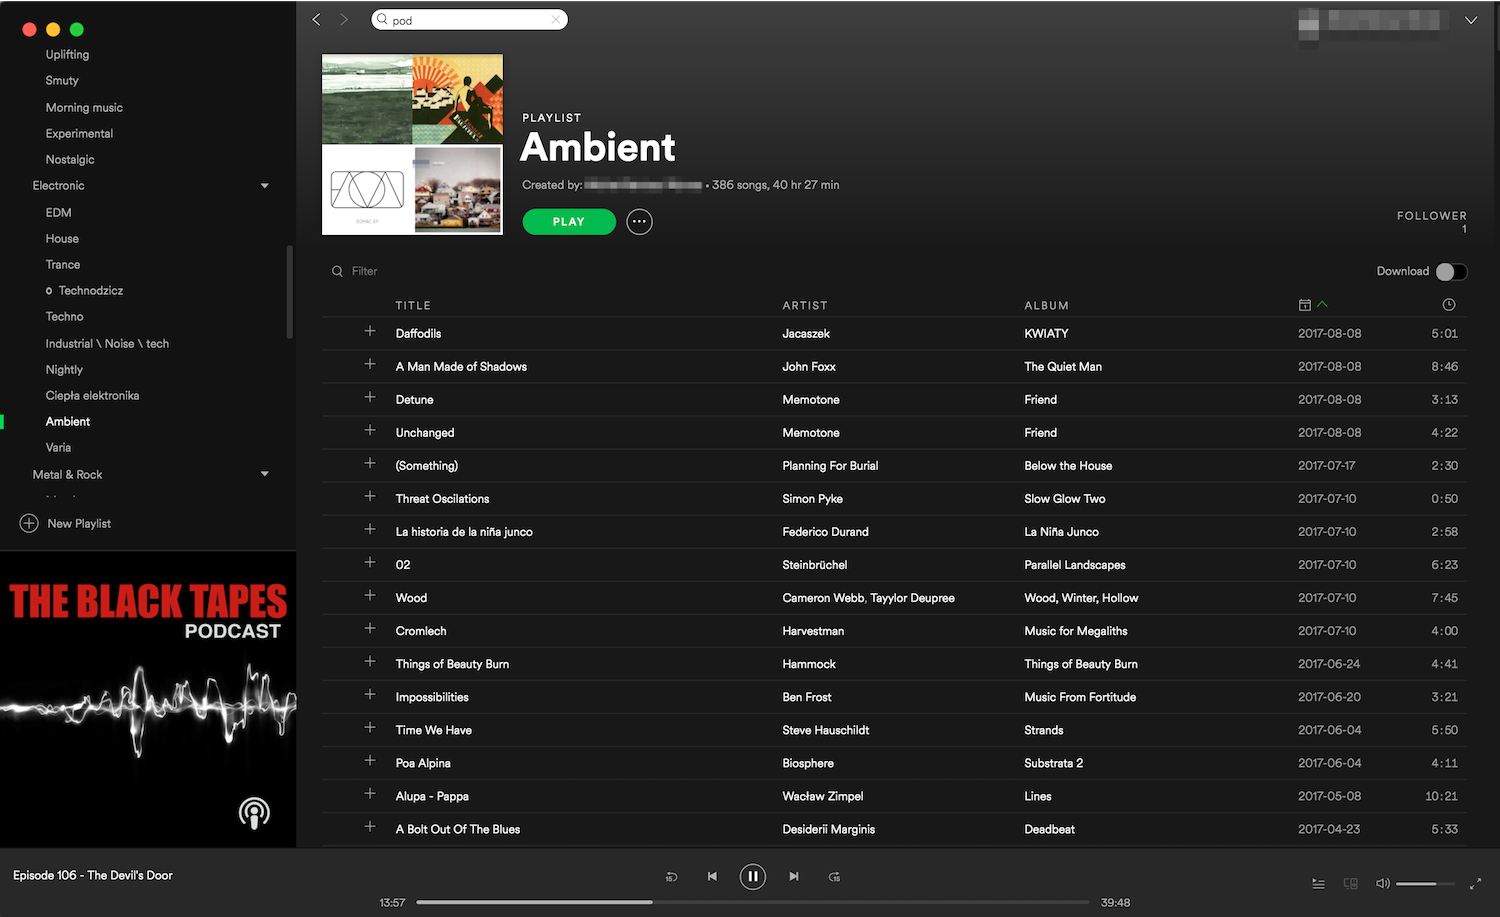 pod
Uplifting
Smuty
Morning music
Experimental
Nostalgic
Electronic
EDM
House
Trance
Technodzicz
Techno
Industrial \ Noise \ tech
Nightly
Ciepła elektronika
Ambient
Varia
Metal & Rock
New Playlist
THE BLACK TAPES
PODCAST
PLAYLIST
Ambient
Created by: • 386 songs, 40 hr 27 min
PLAY
FOLLOWER
1
EOMAC EP
Filter
Download
TITLE ARTIST ALBUM
Daffodils Jacaszek KWIATY 2017-08-08 5:01
A Man Made of Shadows John Foxx The Quiet Man 2017-08-08 8:46
Detune Memotone Friend 2017-08-08 3:13
Unchanged Memotone Friend 2017-08-08 4:22
(Something) Planning For Burial Below the House 2017-07-17 2:30
Threat Oscilations Simon Pyke Slow Glow Two 2017-07-10 0:50
La historia de la niña junco Federico Durand La Niña Junco 2017-07-10 2:58
02 Steinbrüchel Parallel Landscapes 2017-07-10 6:23
Wood Cameron Webb, Tayylor Deupree Wood, Winter, Hollow 2017-07-10 7:45
Cromlech Harvestman Music for Megaliths 2017-07-10 4:00
Things of Beauty Burn Hammock Things of Beauty Burn 2017-06-24 4:41
Impossibilities Ben Frost Music From Fortitude 2017-06-20 3:21
Time We Have Steve Hauschildt Strands 2017-06-04 5:50
Poa Alpina Biosphere Substrata 2 2017-06-04 4:11
Alupa - Pappa Wacław Zimpel Lines 2017-05-08 10:21
A Bolt Out Of The Blues Desiderii Marginis Deadbeat 2017-04-23 5:33
Episode 106 - The Devil's Door
15 15
13:57 39:48